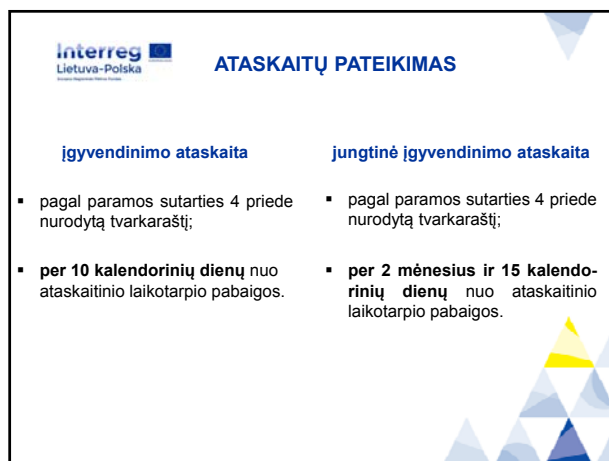 Interreg
Lietuva-Polska
ATASKAITŲ PATEIKIMAS
įgyvendinimo ataskaita
▪ pagal paramos sutarties 4 priede
nurodytą tvarkaraštį;
▪ per 10 kalendorinių dienų nuo
ataskaitinio laikotarpio pabaigos.
jungtinė įgyvendinimo ataskaita
▪ pagal paramos sutarties 4 priede
nurodytą tvarkaraštį;
▪ per 2 mėnesius ir 15 kalendo-
rinių dienų nuo ataskaitinio
laikotarpio pabaigos.